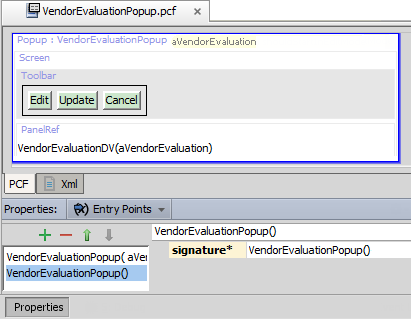 VendorEvaluationPopup.pcf
Popup : VendorEvaluationPopup aVendorEvaluation
Screen
Toolbar
Edit Update Cancel
PanelRef
VendorEvaluationDV(aVendorEvaluation)
PCF Xml
Properties: Entry Points
VendorEvaluationPopup()
signature* VendorEvaluationPopup()
VendorEvaluationPopup( aVer
VendorEvaluationPopup()
Properties